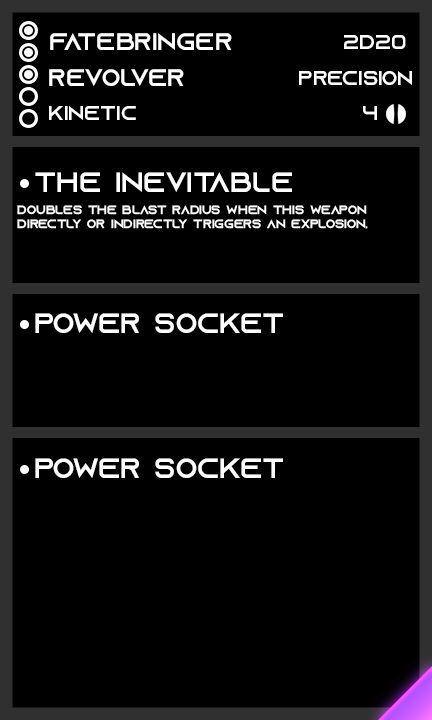 FATEBRINGER 2D20
REVOLVER PRECISION
KINETIC 4
• THE INEVITABLE
DOUBLES THE BLAST RADIUS WHEN THIS WEAPON
DIRECTLY OR INDIRECTLY TRIGGERS AN EXPLOSION.
• POWER SOCKET
• POWER SOCKET